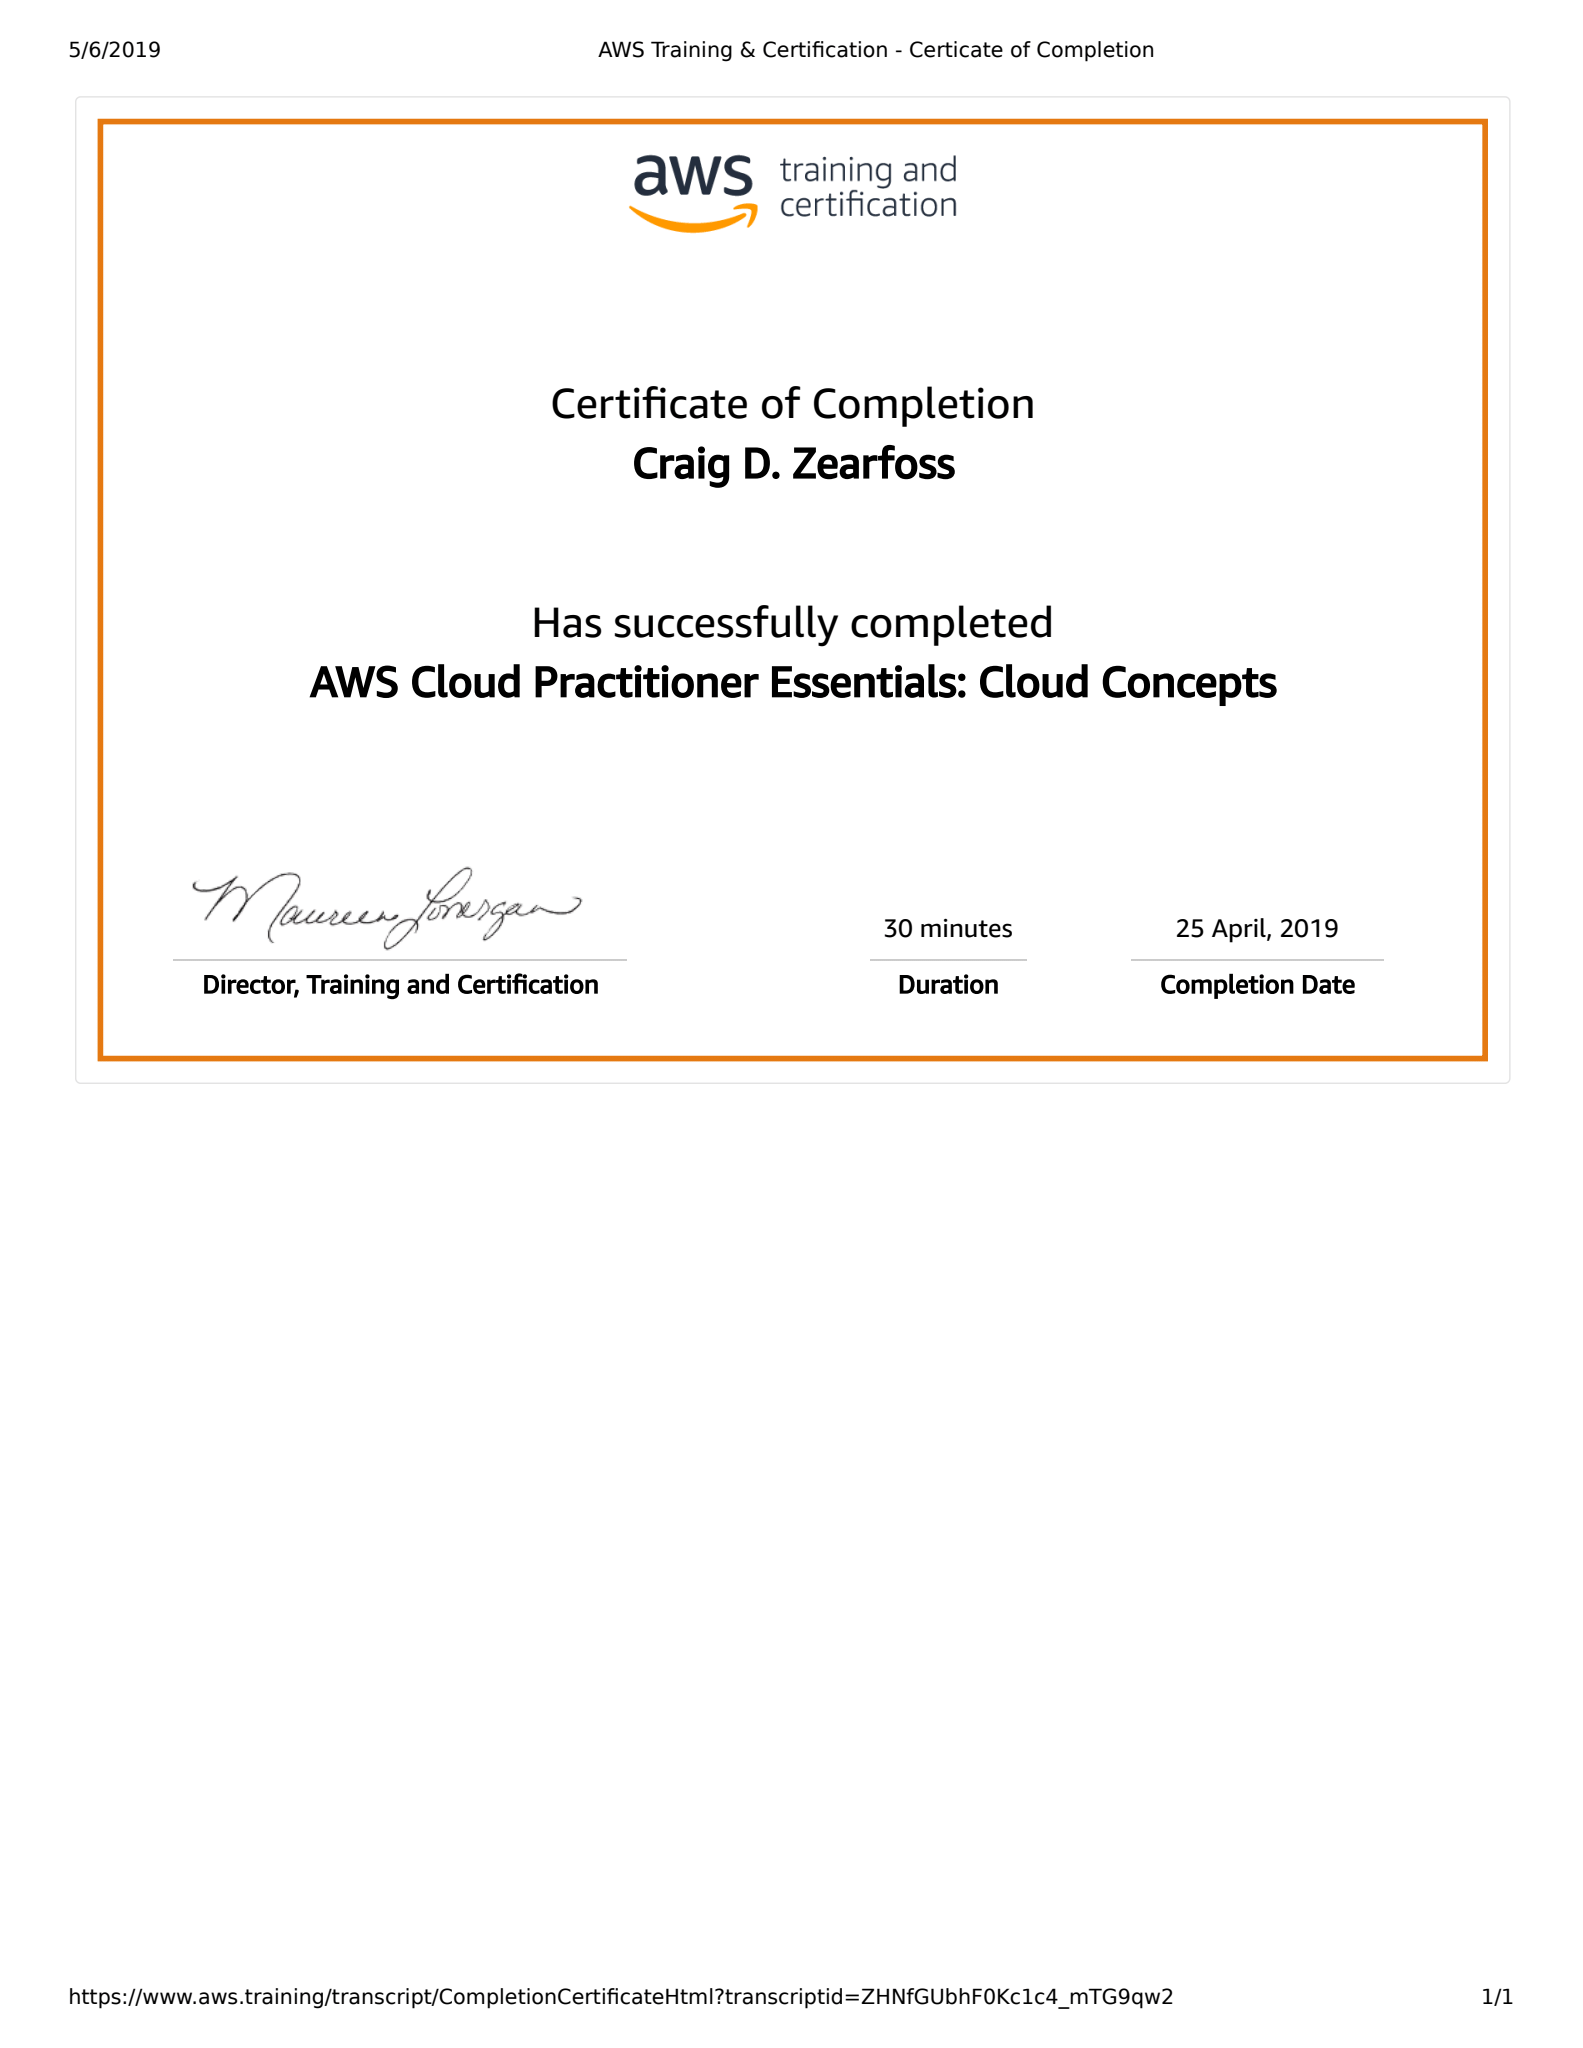 5/6/2019 AWS Training & Certification - Certicate of Completion
aws training and
certification
Certificate of Completion
Craig D. Zearfoss
Has successfully completed
AWS Cloud Practitioner Essentials: Cloud Concepts
Maureen Lonergan
30 minutes 25 April, 2019
Director, Training and Certification Duration Completion Date
https://www.aws.training/transcript/CompletionCertificateHtml?transcriptid=ZHNfGUbhF0Kc1c4_mTG9qw2 1/1